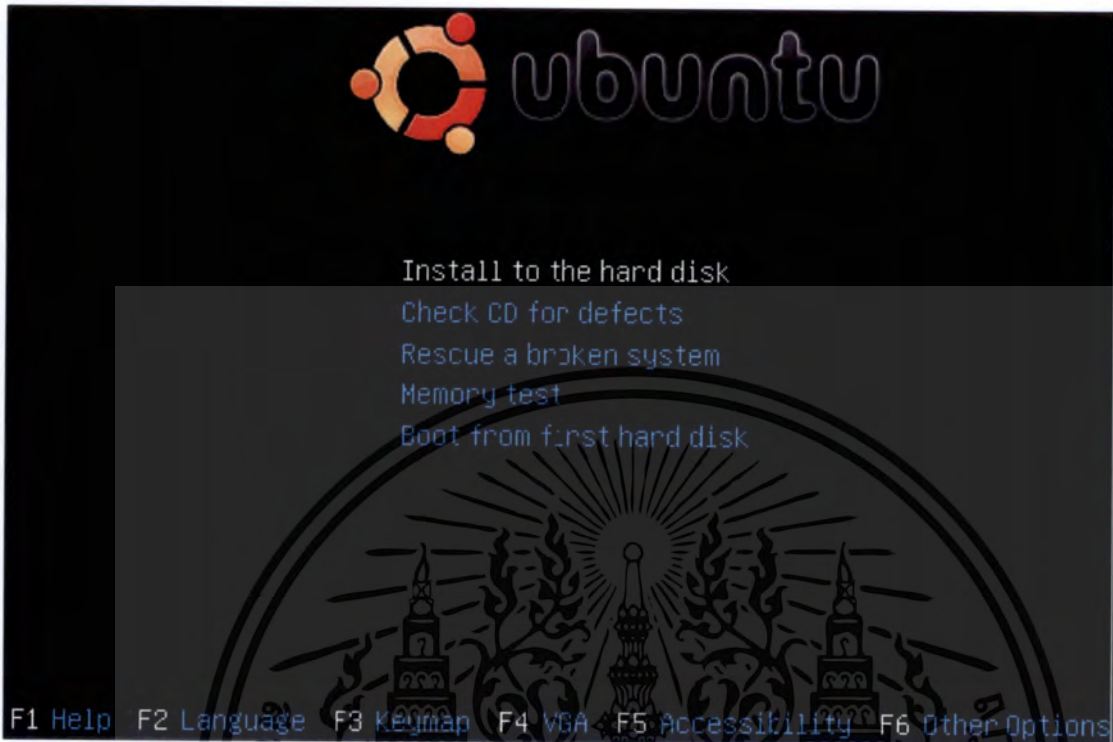 ubuntu
Install to the hard disk
Check CD for defects
Rescue a broken system
Memory test
Boot from first hard disk
F1 Help F2 Language F3 Keymap F4 VGA F5 Accessibility F6 Other Options